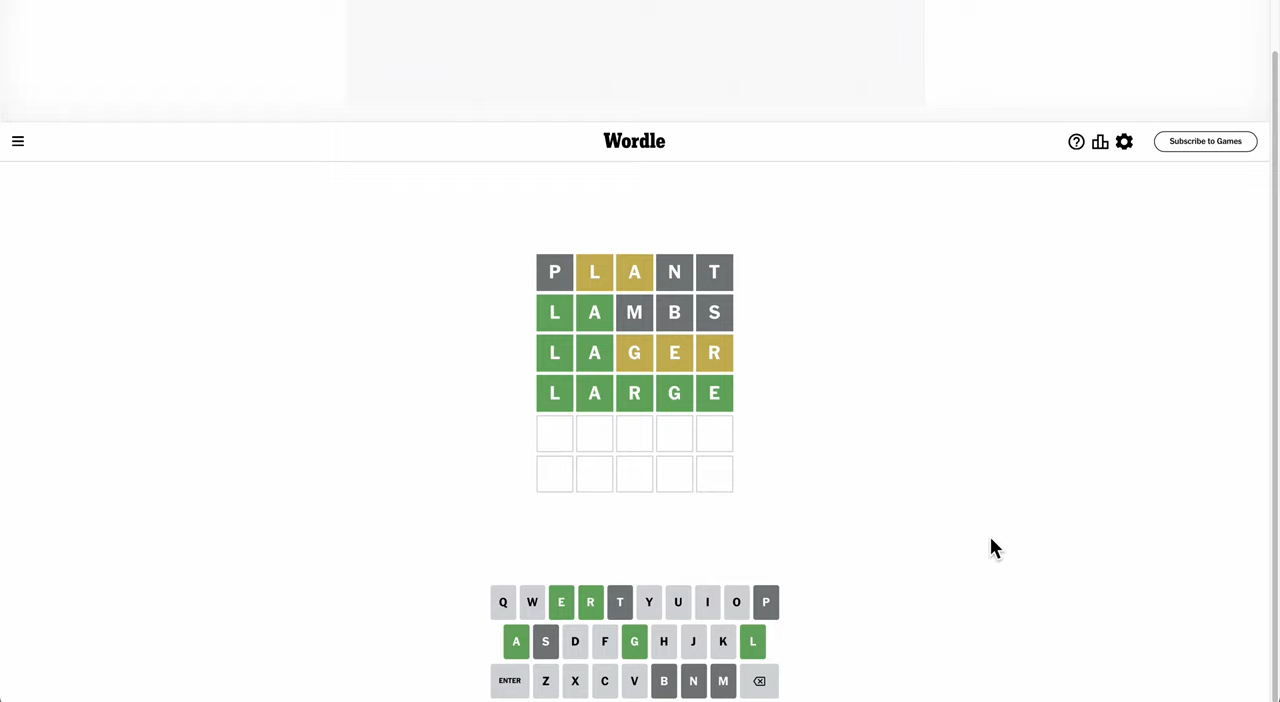 Wordle
Subscribe to Games
P L A N T
L A M B S
L A G E R
L A R G E
Q W E R T Y U I O P
A S D F G H J K L
ENTER Z X C V B N M